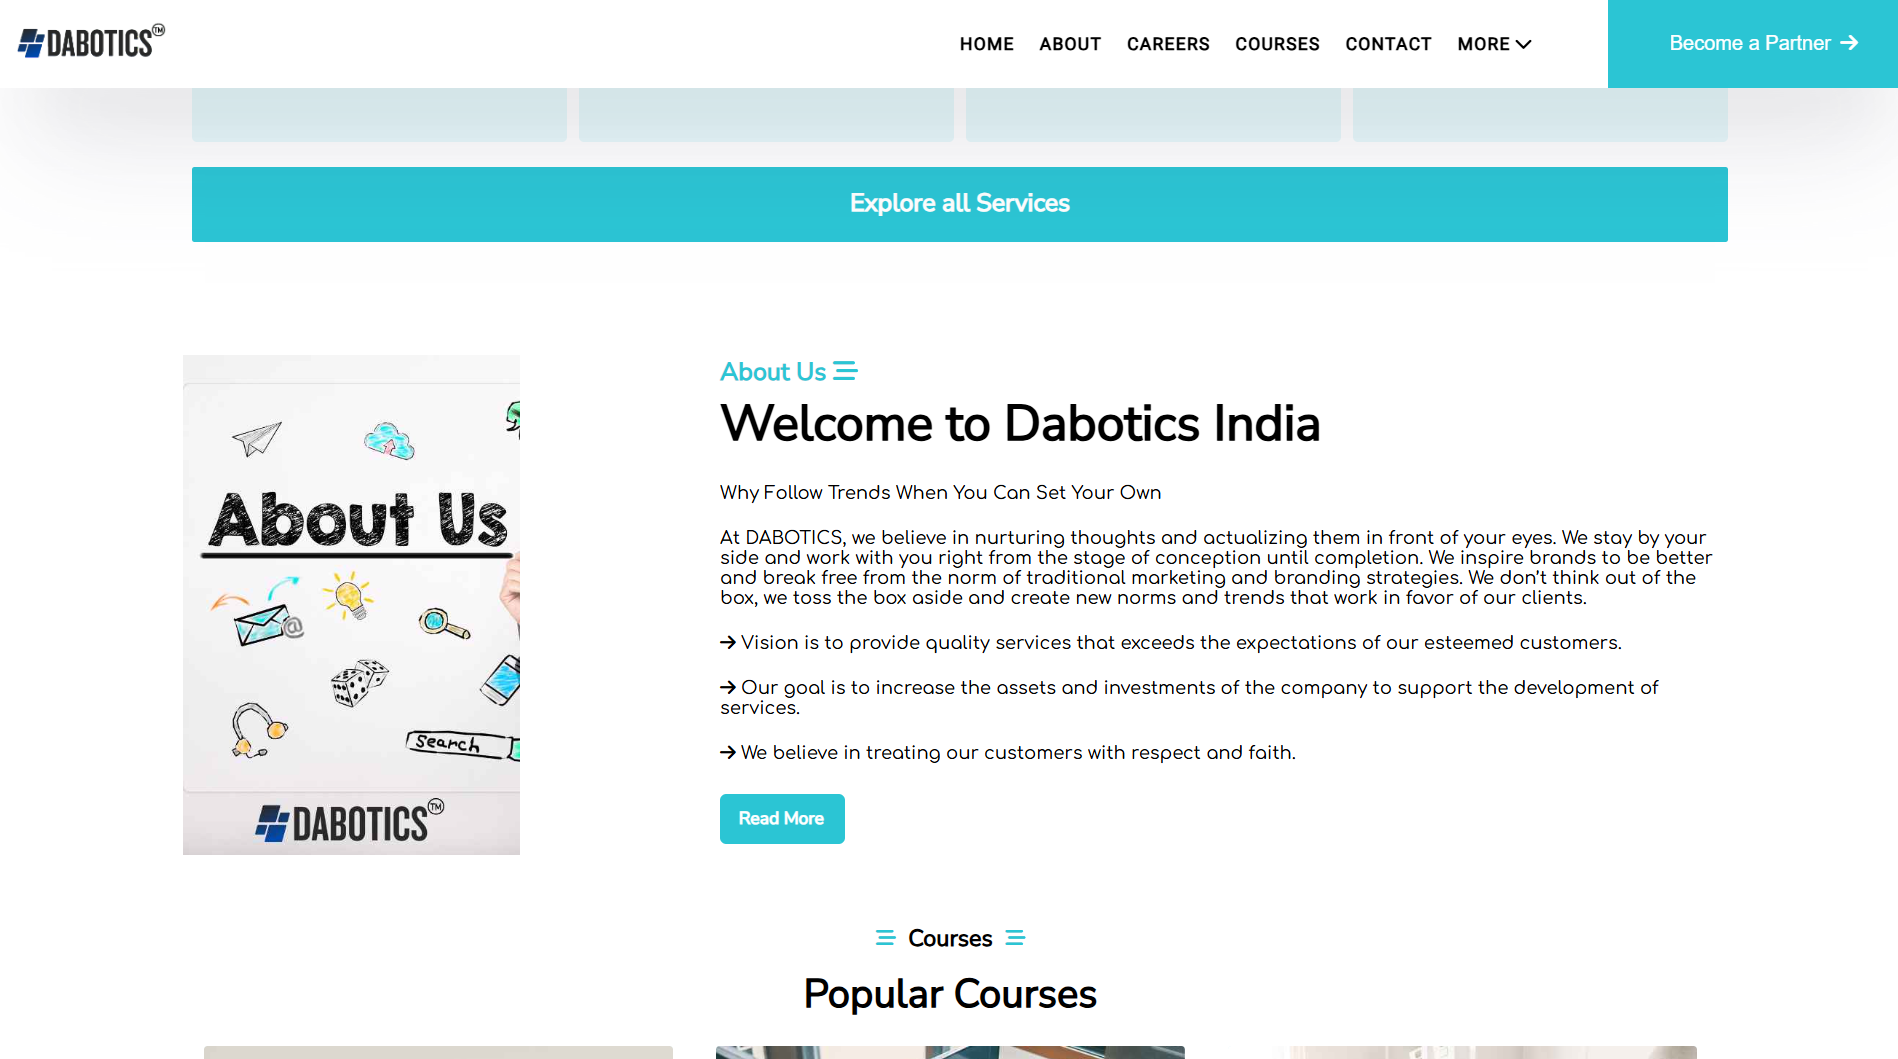 DABOTICS TM
HOME ABOUT CAREERS COURSES CONTACT MORE
Become a Partner →
Explore all Services
About Us
@
Search
DABOTICS TM
About Us
Welcome to Dabotics India
Why Follow Trends When You Can Set Your Own
At DABOTICS, we believe in nurturing thoughts and actualizing them in front of your eyes. We stay by your
side and work with you right from the stage of conception until completion. We inspire brands to be better
and break free from the norm of traditional marketing and branding strategies. We don’t think out of the
box, we toss the box aside and create new norms and trends that work in favor of our clients.
→ Vision is to provide quality services that exceeds the expectations of our esteemed customers.
→ Our goal is to increase the assets and investments of the company to support the development of
services.
→ We believe in treating our customers with respect and faith.
Read More
Courses
Popular Courses